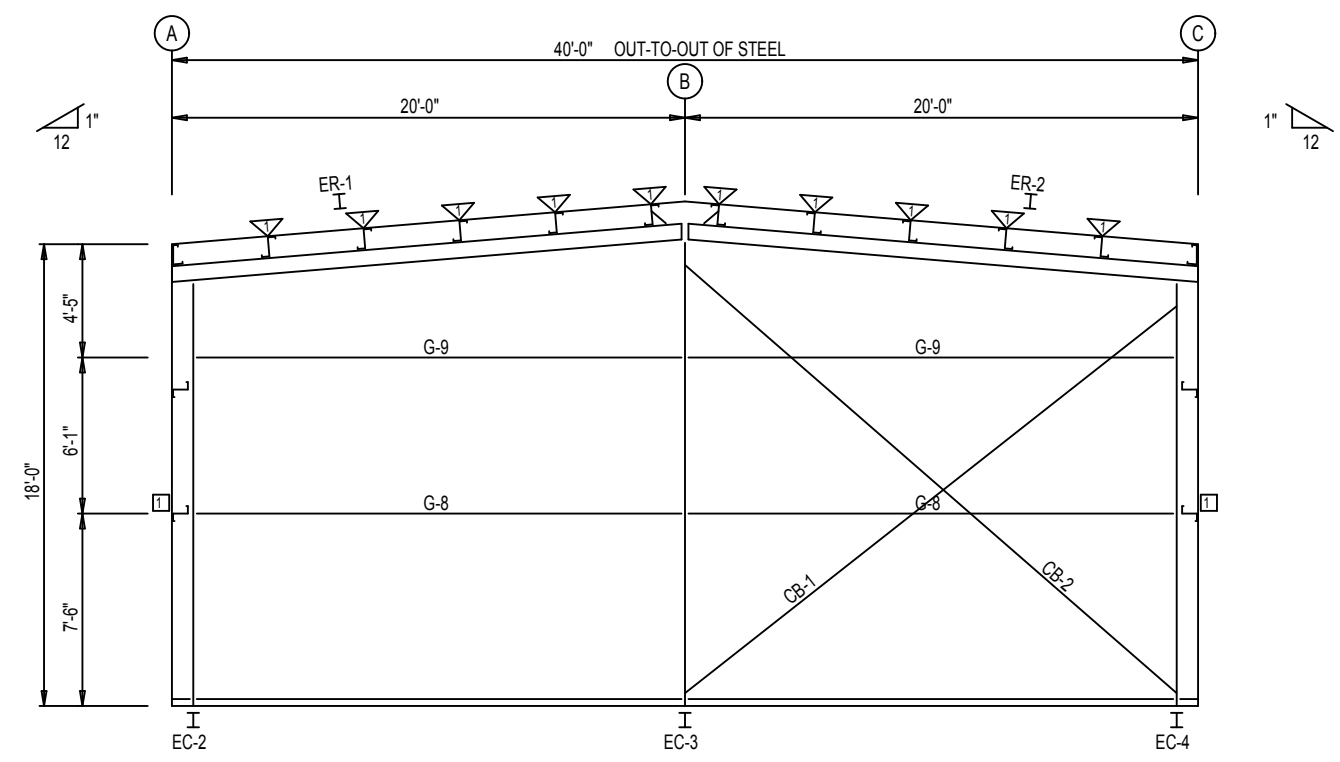 A
C
40'-0" OUT-TO-OUT OF STEEL
B
20'-0"
20'-0"
1"
12
1"
12
ER-1
ER-2
1
1
1
1
1
1
1
1
1
1
4'-5"
G-9
G-9
6'-1"
18'-0"
1
G-8
G-8
1
7'-6"
CB-1
CB-2
EC-2
EC-3
EC-4